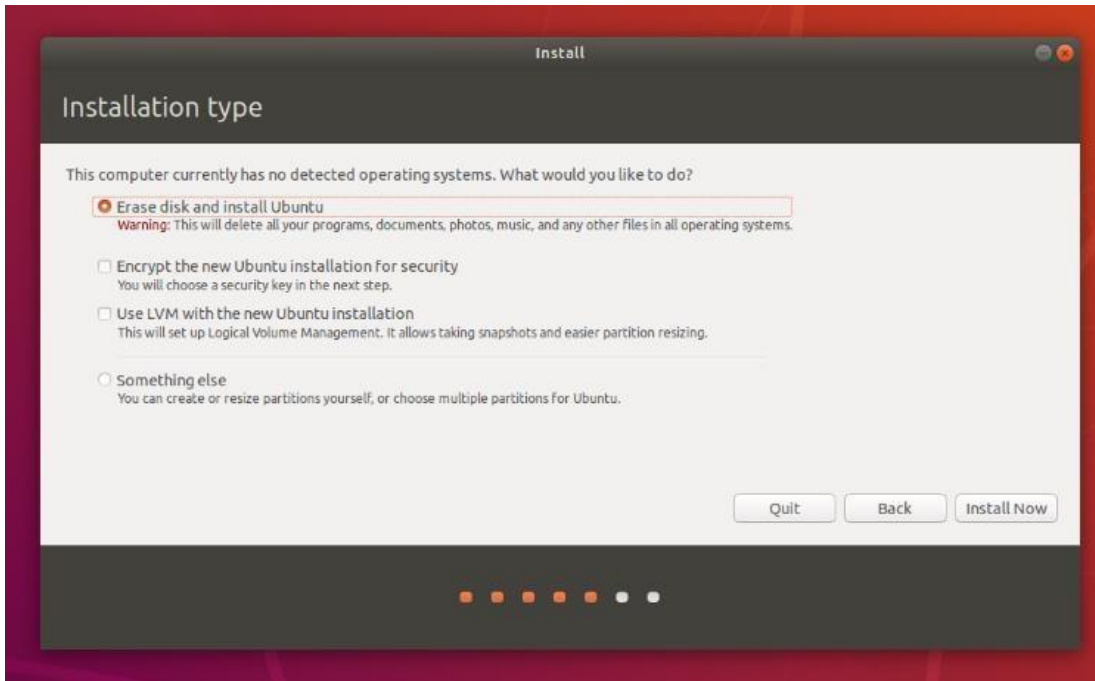 Install
Installation type
This computer currently has no detected operating systems. What would you like to do?
Erase disk and install Ubuntu
Warning: This will delete all your programs, documents, photos, music, and any other files in all operating systems.
Encrypt the new Ubuntu installation for security
You will choose a security key in the next step.
Use LVM with the new Ubuntu installation
This will set up Logical Volume Management. It allows taking snapshots and easier partition resizing.
Something else
You can create or resize partitions yourself, or choose multiple partitions for Ubuntu.
Quit Back Install Now